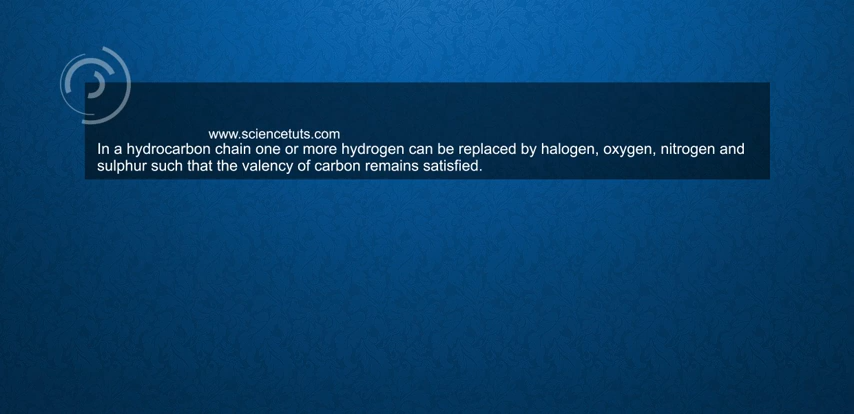 www.sciencetuts.com
In a hydrocarbon chain one or more hydrogen can be replaced by halogen, oxygen, nitrogen and
sulphur such that the valency of carbon remains satisfied.